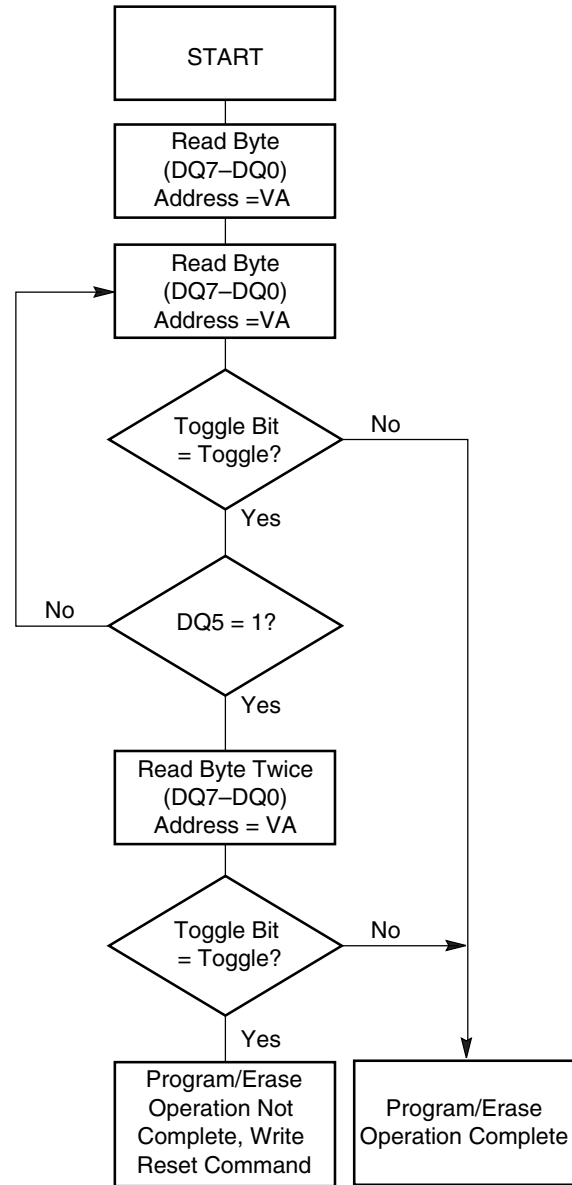 START
Read Byte
(DQ7–DQ0)
Address =VA
Read Byte
(DQ7–DQ0)
Address =VA
Toggle Bit
= Toggle?
No
Yes
No
DQ5 = 1?
Yes
Read Byte Twice
(DQ7–DQ0)
Address = VA
Toggle Bit
= Toggle?
No
Yes
Program/Erase
Operation Not
Complete, Write
Reset Command
Program/Erase
Operation Complete